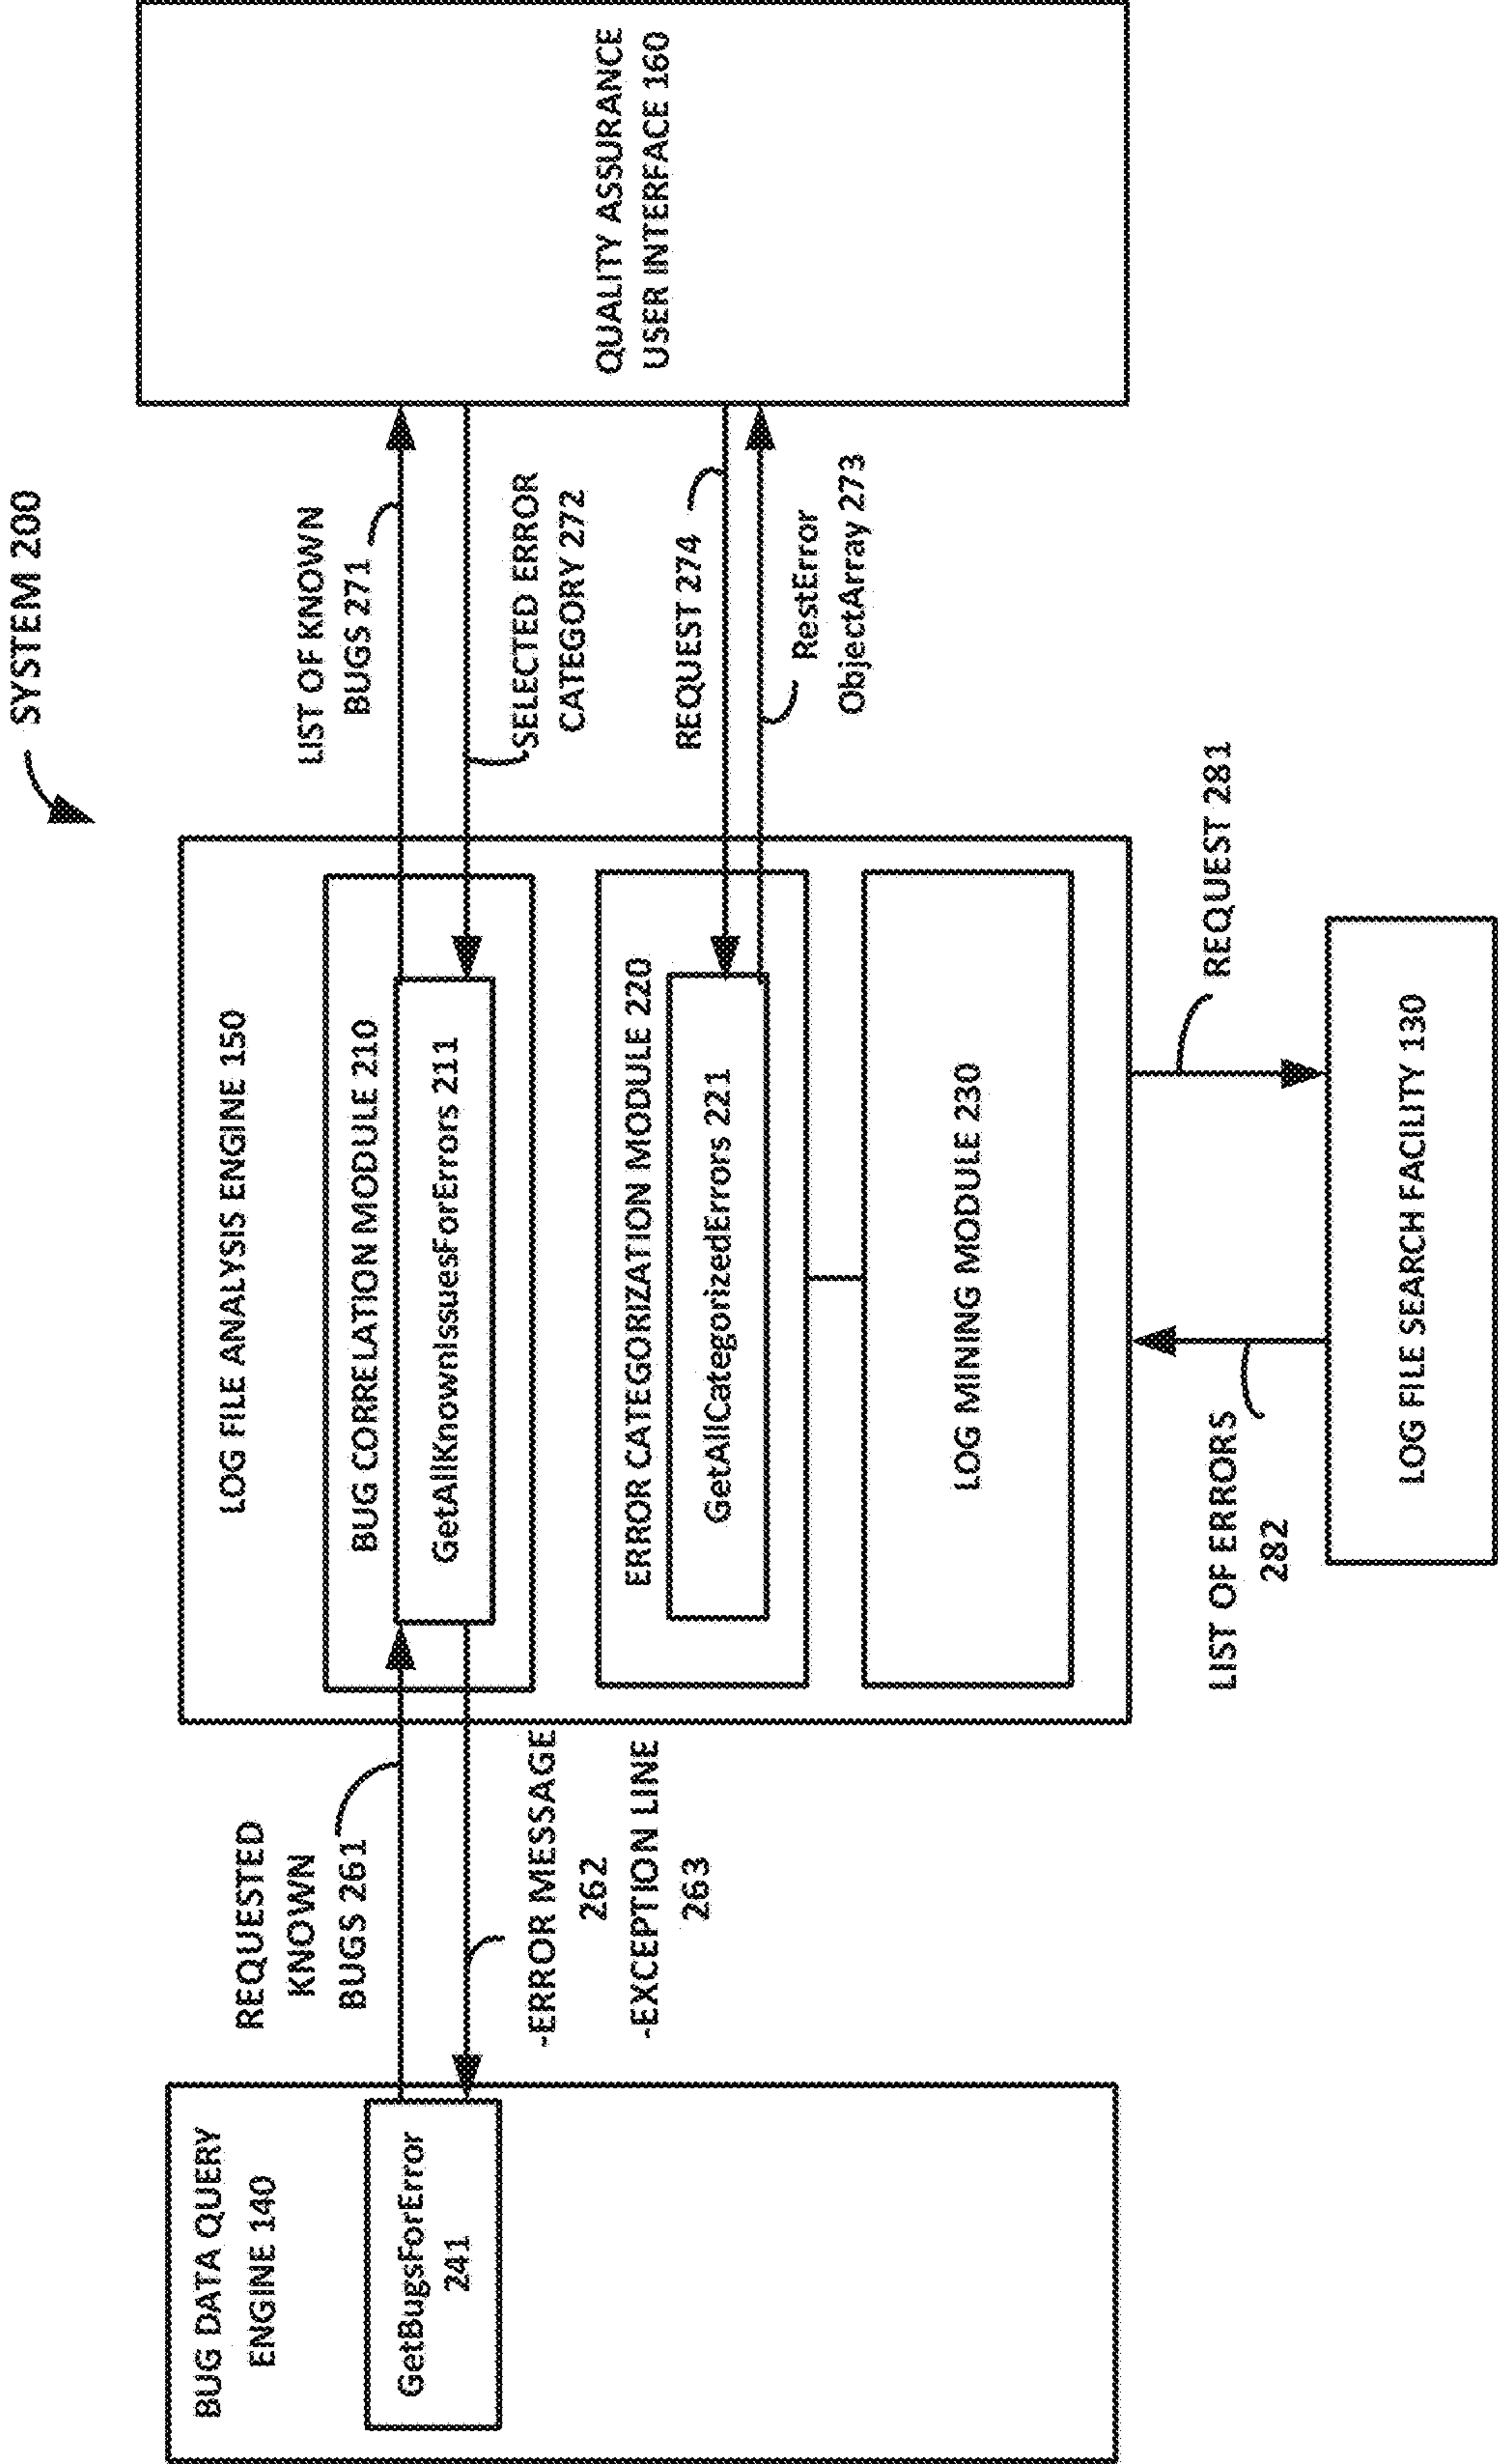 SYSTEM 200
BUG DATA QUERY
ENGINE 140
GetBugsForError
241
REQUESTED
KNOWN
BUGS 261
-ERROR MESSAGE
262
-EXCEPTION LINE
263
LOG FILE ANALYSIS ENGINE 150
BUG CORRELATION MODULE 210
GetAllKnownIssuesForErrors 211
ERROR CATEGORIZATION MODULE 220
GetAllCategorizedErrors 221
LOG MINING MODULE 230
LIST OF KNOWN
BUGS 271
SELECTED ERROR
CATEGORY 272
REQUEST 274
RestError
ObjectArray 273
QUALITY ASSURANCE
USER INTERFACE 160
LIST OF ERRORS
282
REQUEST 281
LOG FILE SEARCH FACILITY 130